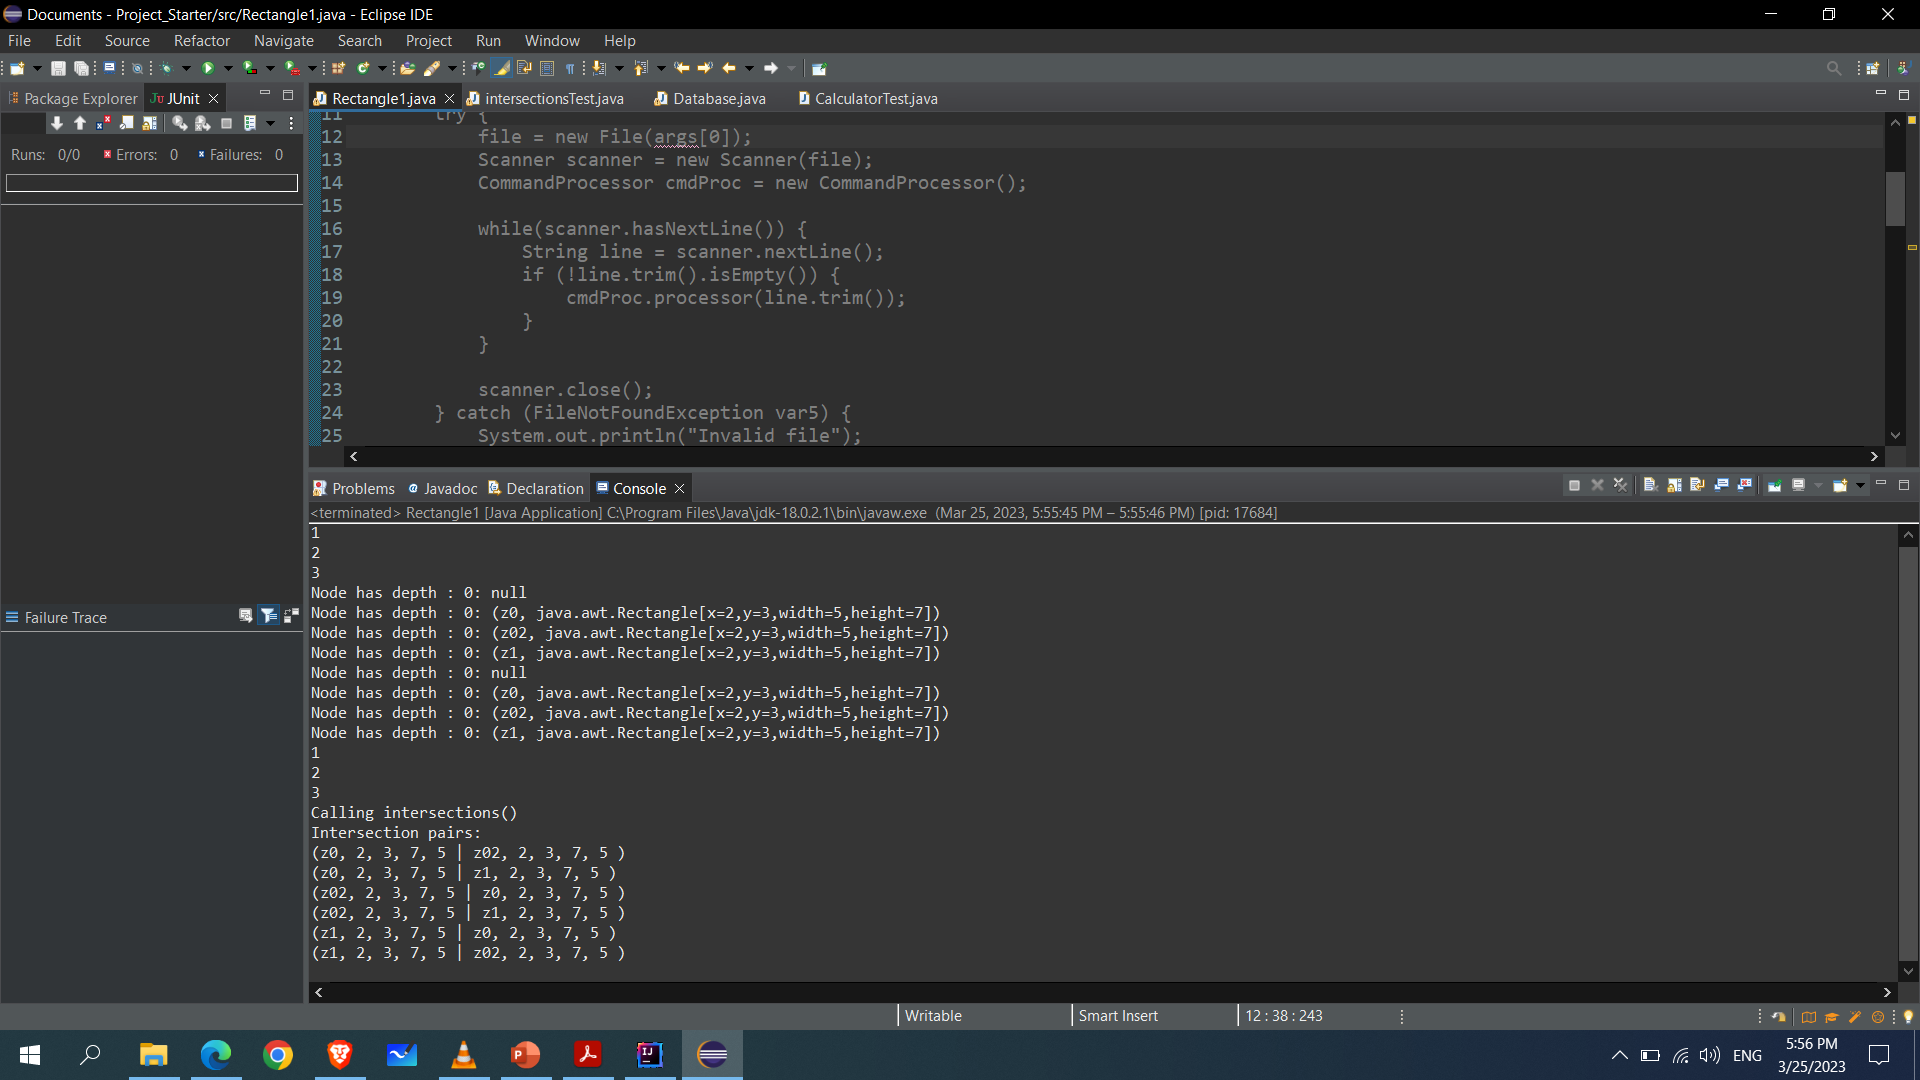 Documents - Project_Starter/src/Rectangle1.java - Eclipse IDE
File Edit Source Refactor Navigate Search Project Run Window Help
Package Explorer JUnit
Rectangle1.java intersectionsTest.java Database.java CalculatorTest.java
Runs: 0/0 Errors: 0 Failures: 0
11 try {
12 file = new File(args[0]);
13 Scanner scanner = new Scanner(file);
14 CommandProcessor cmdProc = new CommandProcessor();
15
16 while(scanner.hasNextLine()) {
17 String line = scanner.nextLine();
18 if (!line.trim().isEmpty()) {
19 cmdProc.processor(line.trim());
20 }
21 }
22
23 scanner.close();
24 } catch (FileNotFoundException var5) {
25 System.out.println("Invalid file");
Problems Javadoc Declaration Console
<terminated> Rectangle1 [Java Application] C:\Program Files\Java\jdk-18.0.2.1\bin\javaw.exe (Mar 25, 2023, 5:55:45 PM – 5:55:46 PM) [pid: 17684]
1
2
3
Node has depth : 0: null
Node has depth : 0: (z0, java.awt.Rectangle[x=2,y=3,width=5,height=7])
Node has depth : 0: (z02, java.awt.Rectangle[x=2,y=3,width=5,height=7])
Node has depth : 0: (z1, java.awt.Rectangle[x=2,y=3,width=5,height=7])
Node has depth : 0: null
Node has depth : 0: (z0, java.awt.Rectangle[x=2,y=3,width=5,height=7])
Node has depth : 0: (z02, java.awt.Rectangle[x=2,y=3,width=5,height=7])
Node has depth : 0: (z1, java.awt.Rectangle[x=2,y=3,width=5,height=7])
1
2
3
Calling intersections()
Intersection pairs:
(z0, 2, 3, 7, 5 | z02, 2, 3, 7, 5 )
(z0, 2, 3, 7, 5 | z1, 2, 3, 7, 5 )
(z02, 2, 3, 7, 5 | z0, 2, 3, 7, 5 )
(z02, 2, 3, 7, 5 | z1, 2, 3, 7, 5 )
(z1, 2, 3, 7, 5 | z0, 2, 3, 7, 5 )
(z1, 2, 3, 7, 5 | z02, 2, 3, 7, 5 )
Failure Trace
Writable Smart Insert 12 : 38 : 243
ENG
5:56 PM
3/25/2023